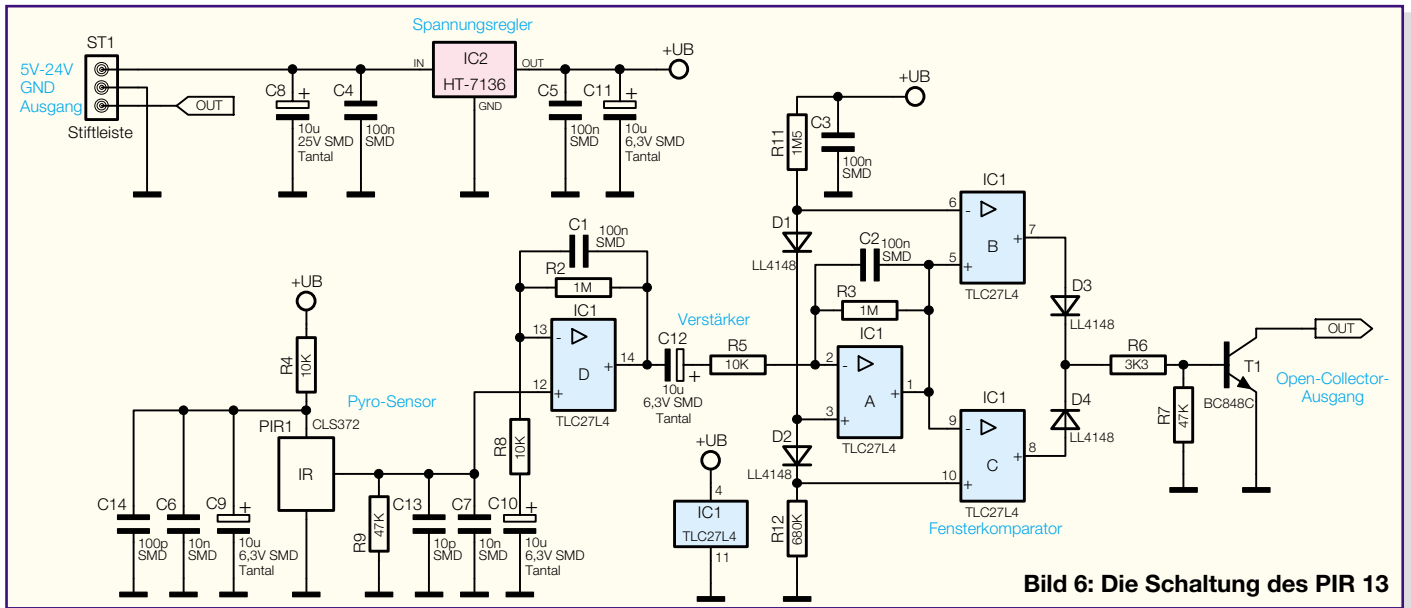 Spannungsregler
ST1
5V-24V
GND
Ausgang
Stiftleiste
OUT
C8
+
10u
25V SMD
Tantal
C4
100n
SMD
IN
IC2
HT-7136
OUT
GND
C5
100n
SMD
C11
+
10u
6,3V SMD
Tantal
+UB
+UB
R11
1M5
C3
100n
SMD
D1
LL4148
C2
100n
SMD
R3
1M
IC1
2
-
3
+
A
+
1
TLC27L4
IC1
6
-
5
+
B
+
7
TLC27L4
D3
LL4148
IC1
9
-
10
+
C
+
8
TLC27L4
Fensterkomparator
D4
LL4148
R6
3K3
R7
47K
T1
BC848C
OUT
Open-Collector-
Ausgang
D2
LL4148
R12
680K
C1
100n
SMD
R2
1M
IC1
13
-
12
+
D
+
14
TLC27L4
Verstärker
C12
+
10u
6,3V SMD
Tantal
R5
10K
+UB
R4
10K
Pyro-Sensor
PIR1
CLS372
IR
C14
100p
SMD
C6
10n
SMD
C9
+
10u
6,3V SMD
Tantal
R9
47K
C13
10p
SMD
C7
10n
SMD
R8
10K
C10
+
10u
6,3V SMD
Tantal
+UB
4
IC1
TLC27L4
11
Bild 6: Die Schaltung des PIR 13